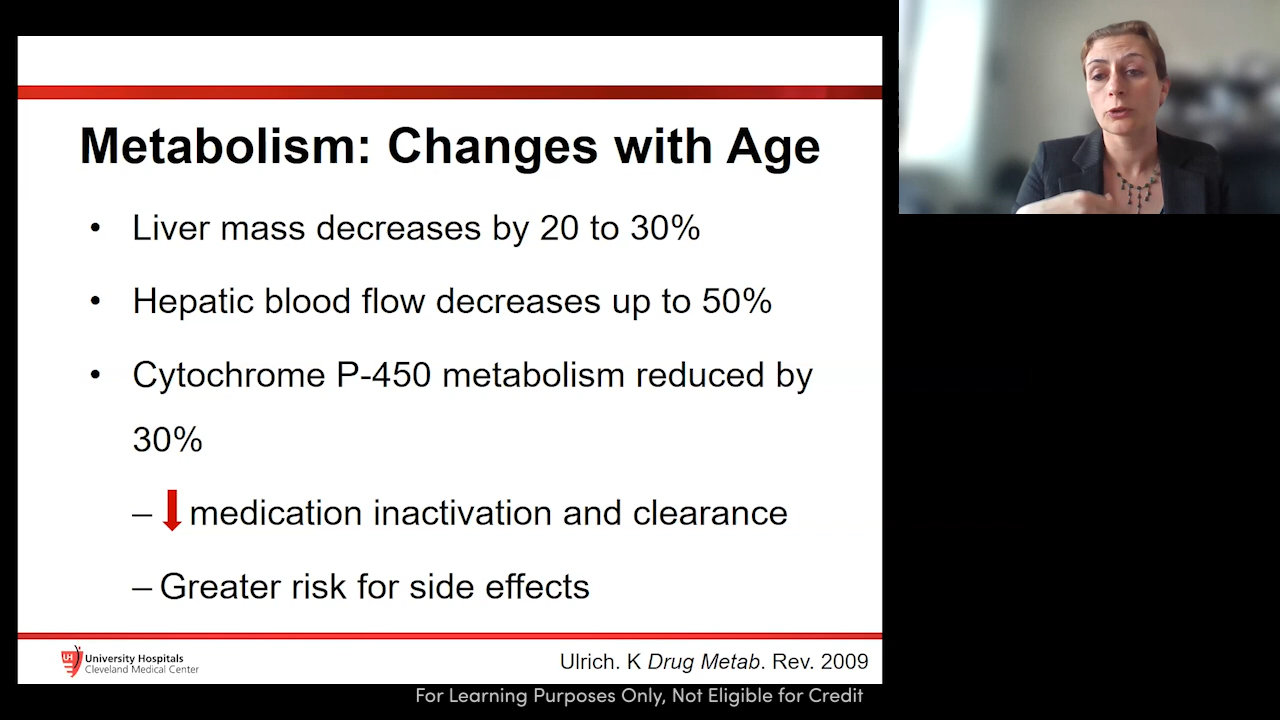 Metabolism: Changes with Age
• Liver mass decreases by 20 to 30%
• Hepatic blood flow decreases up to 50%
• Cytochrome P-450 metabolism reduced by
30%
– medication inactivation and clearance
– Greater risk for side effects
UH
University Hospitals
Cleveland Medical Center
Ulrich. K Drug Metab. Rev. 2009
For Learning Purposes Only, Not Eligible for Credit